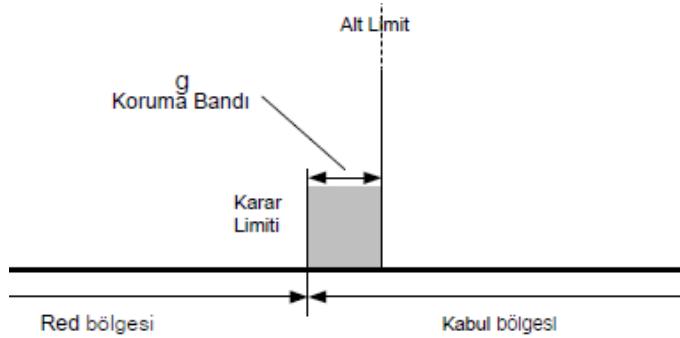 Alt Limit
g
Koruma Bandı
Karar
Limiti
Red bölgesi
Kabul bölgesi